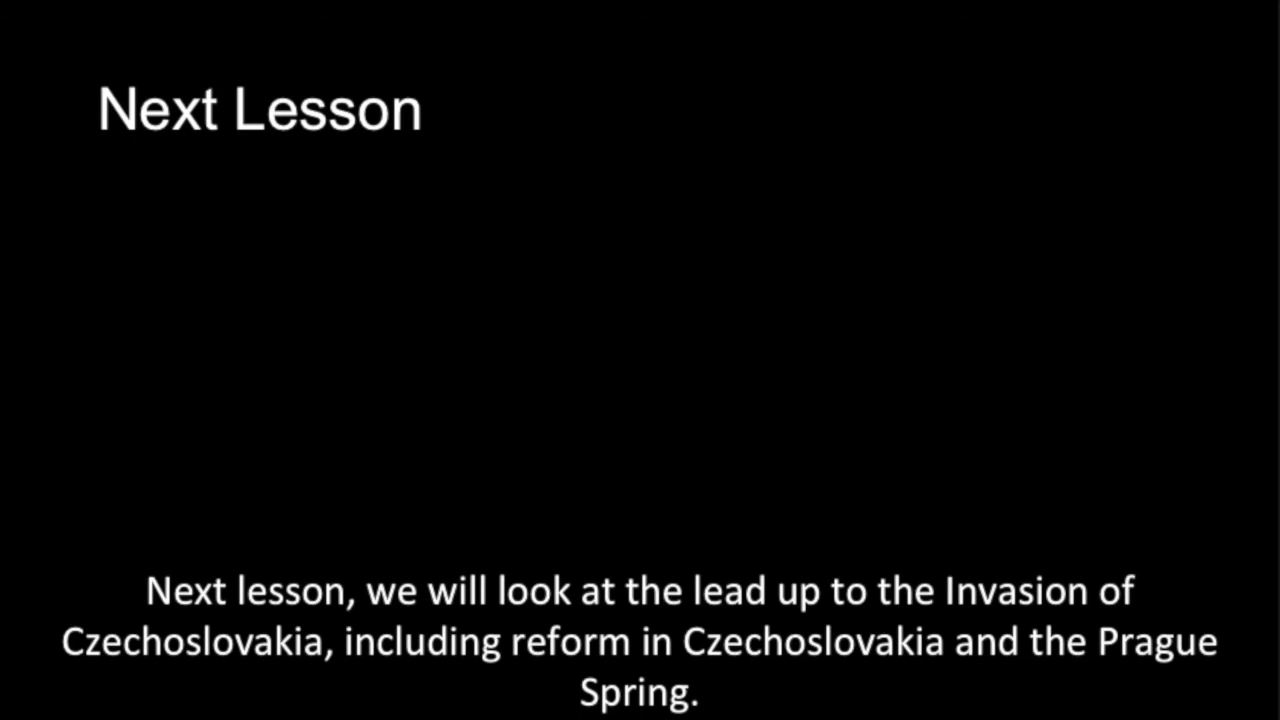 Next Lesson
Next lesson, we will look at the lead up to the Invasion of
Czechoslovakia, including reform in Czechoslovakia and the Prague
Spring.